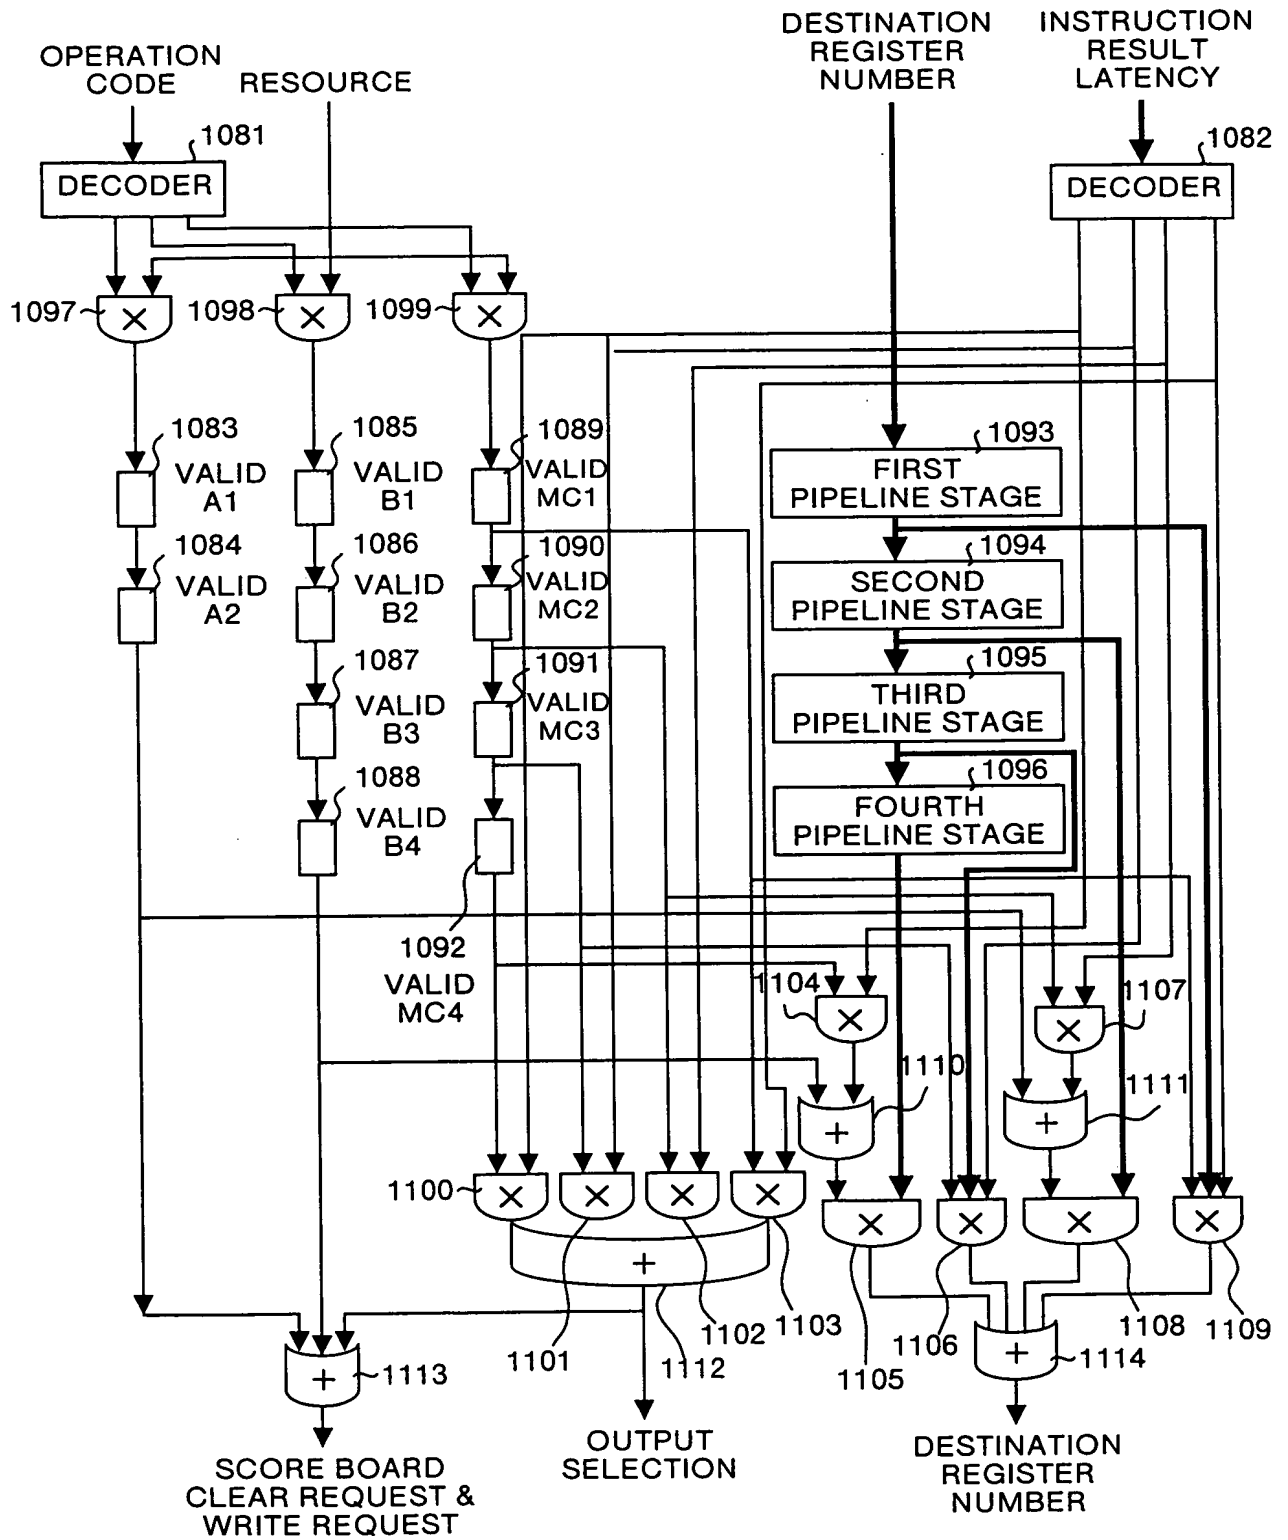 OPERATION
CODE
RESOURCE
DESTINATION
REGISTER
NUMBER
INSTRUCTION
RESULT
LATENCY
1081
DECODER
1082
DECODER
1097
×
1098
×
1099
×
1083
VALID
A1
1085
VALID
B1
1089
VALID
MC1
1093
FIRST
PIPELINE STAGE
1084
VALID
A2
1086
VALID
B2
1090
VALID
MC2
1094
SECOND
PIPELINE STAGE
1087
VALID
B3
1091
VALID
MC3
1095
THIRD
PIPELINE STAGE
1088
VALID
B4
1092
VALID
MC4
1096
FOURTH
PIPELINE STAGE
1104
×
1107
×
1110
+
1111
+
1100
×
×
×
×
×
×
×
×
+
1101
1102
1112
1103
1105
1106
1108
1109
+
1113
+
1114
SCORE BOARD
CLEAR REQUEST &
WRITE REQUEST
OUTPUT
SELECTION
DESTINATION
REGISTER
NUMBER